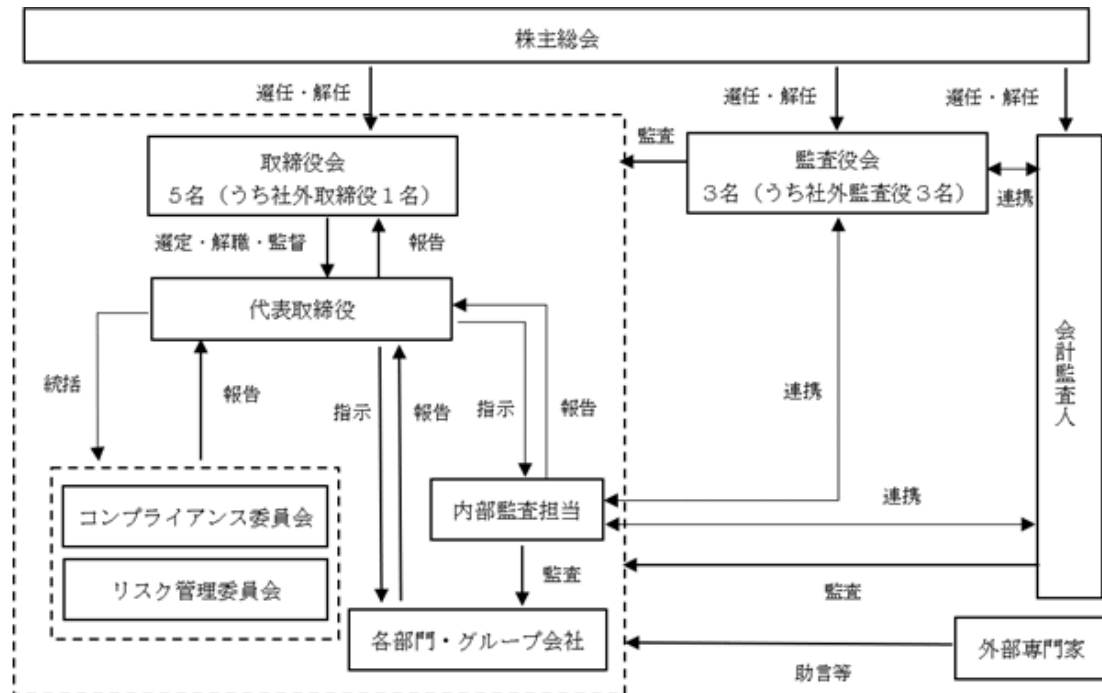 株主総会
選任・解任
選任・解任
選任・解任
取締役会
5名（うち社外取締役1名）
監査
監査役会
3名（うち社外監査役3名）
連携
選定・解職・監督
報告
代表取締役
会計監査人
統括
報告
指示
報告
指示
報告
連携
コンプライアンス委員会
リスク管理委員会
内部監査担当
連携
監査
監査
各部門・グループ会社
外部専門家
助言等